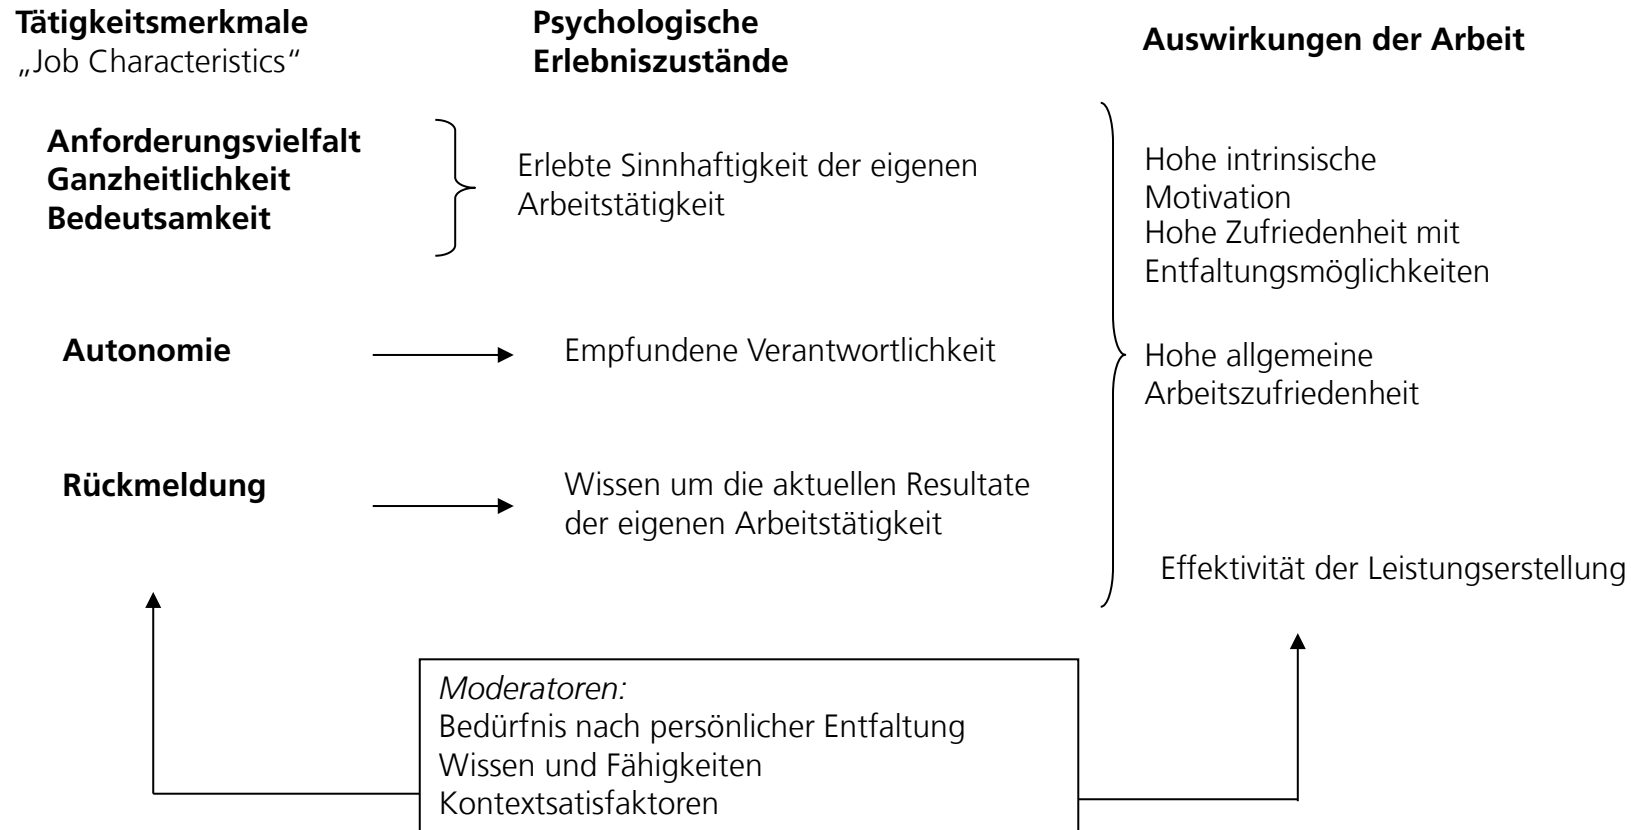 Tätigkeitsmerkmale
„Job Characteristics“
Psychologische
Erlebniszustände
Auswirkungen der Arbeit
Anforderungsvielfalt
Ganzheitlichkeit
Bedeutsamkeit
Erlebte Sinnhaftigkeit der eigenen
Arbeitstätigkeit
Hohe intrinsische
Motivation
Hohe Zufriedenheit mit
Entfaltungsmöglichkeiten
Autonomie
Empfundene Verantwortlichkeit
Hohe allgemeine
Arbeitszufriedenheit
Rückmeldung
Wissen um die aktuellen Resultate
der eigenen Arbeitstätigkeit
Effektivität der Leistungserstellung
Moderatoren:
Bedürfnis nach persönlicher Entfaltung
Wissen und Fähigkeiten
Kontextsatisfaktoren